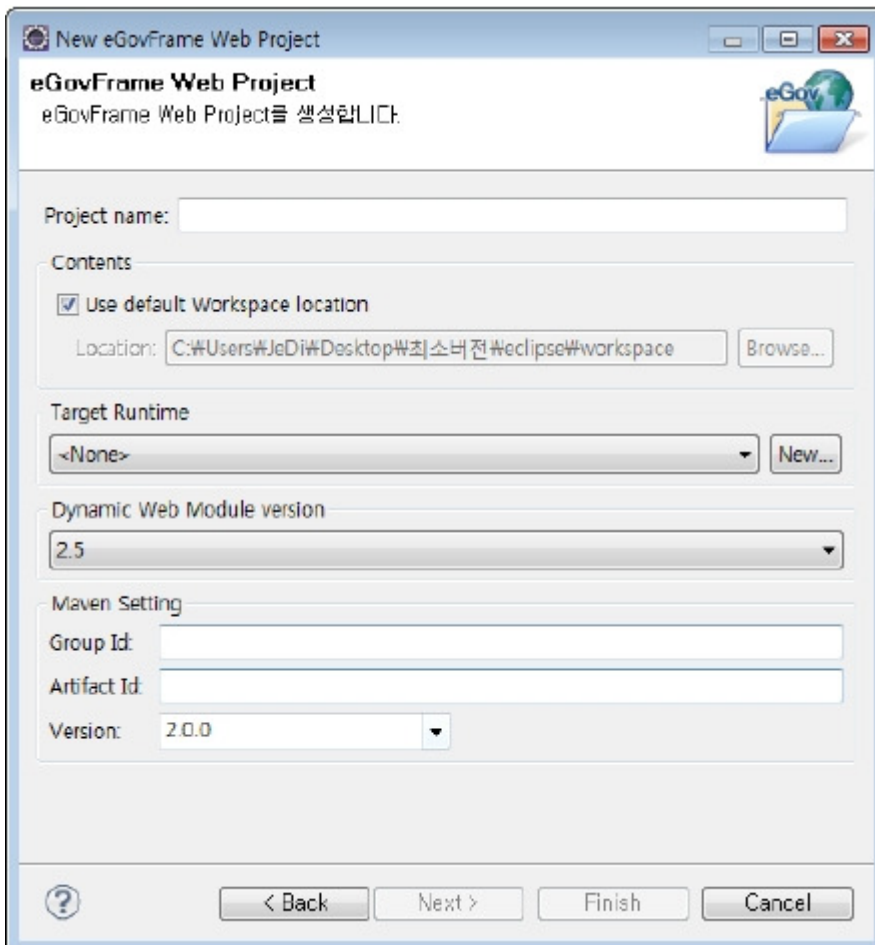 New eGovFrame Web Project
eGovFrame Web Project
eGovFrame Web Project를 생성합니다.
eGov
Project name:
Contents
Use default Workspace location
Location: C:₩Users₩JeDi₩Desktop₩최소버전₩eclipse₩workspace Browse...
Target Runtime
<None> New...
Dynamic Web Module version
2.5
Maven Setting
Group Id:
Artifact Id:
Version: 2.0.0
? < Back Next > Finish Cancel